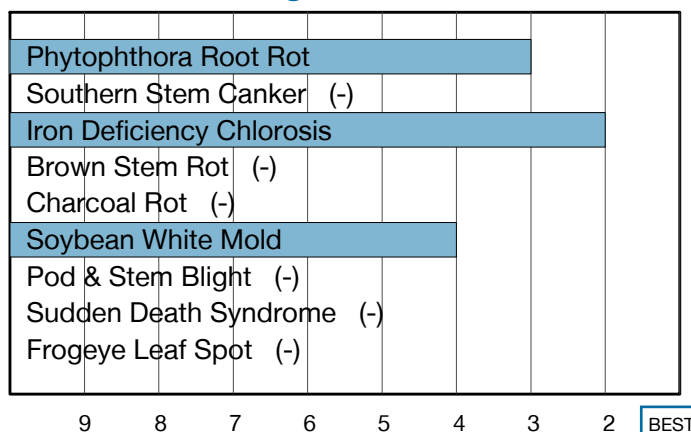 Phytophthora Root Rot
Southern Stem Canker (-)
Iron Deficiency Chlorosis
Brown Stem Rot (-)
Charcoal Rot (-)
Soybean White Mold
Pod & Stem Blight (-)
Sudden Death Syndrome (-)
Frogeye Leaf Spot (-)
9 8 7 6 5 4 3 2 BEST